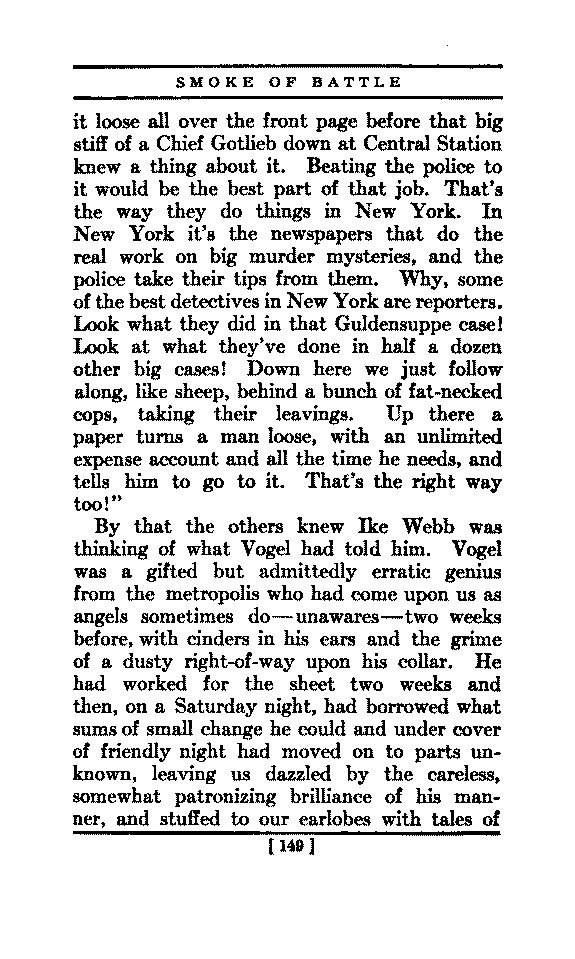 SMOKE OF BATTLE
it loose all over the front page before that big
stiff of a Chief Gotlieb down at Central Station
knew a thing about it. Beating the police to
it would be the best part of that job. That's
the way they do things in New York. In
New York it's the newspapers that do the
real work on big murder mysteries, and the
police take their tips from them. Why, some
of the best detectives in New York are reporters.
Look what they did in that Guldensuppe case!
Look at what they've done in half a dozen
other big cases! Down here we just follow
along, like sheep, behind a bunch of fat-necked
cops, taking their leavings. Up there a
paper turns a man loose, with an unlimited
expense account and all the time he needs, and
tells him to go to it. That's the right way
too!"
By that the others knew Ike Webb was
thinking of what Vogel had told him. Vogel
was a gifted but admittedly erratic genius
from the metropolis who had come upon us as
angels sometimes do—unawares—two weeks
before, with cinders in his ears and the grime
of a dusty right-of-way upon his collar. He
had worked for the sheet two weeks and
then, on a Saturday night, had borrowed what
sums of small change he could and under cover
of friendly night had moved on to parts un-
known, leaving us dazzled by the careless,
somewhat patronizing brilliance of his man-
ner, and stuffed to our earlobes with tales of
[ 149 ]